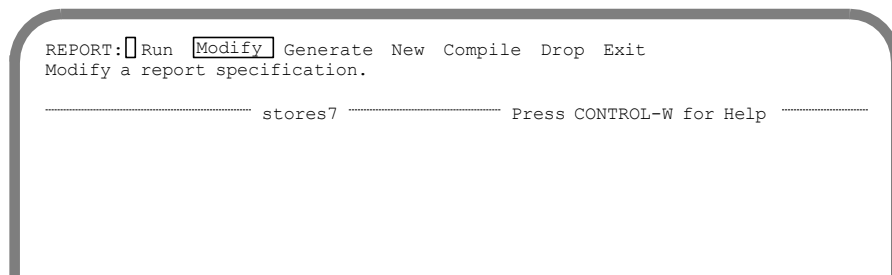 REPORT: Run Modify Generate New Compile Drop Exit
Modify a report specification.
stores7 Press CONTROL-W for Help